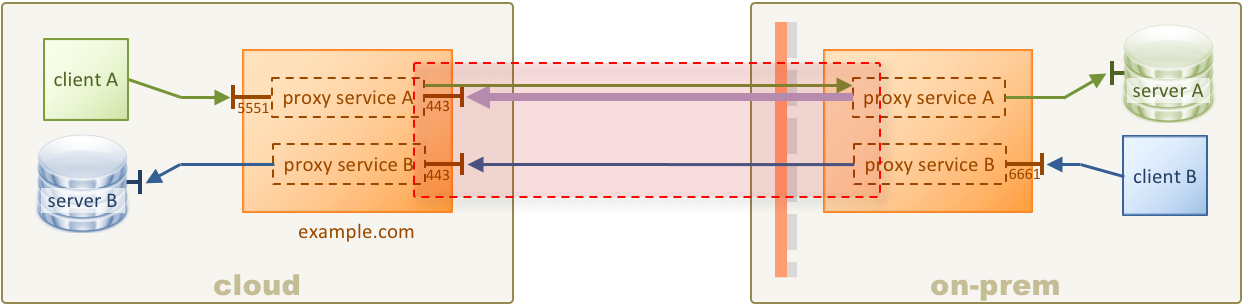 client A
5551
proxy service A
443
proxy service A
server A
server B
proxy service B
443
proxy service B
6661
client B
example.com
cloud
on-prem